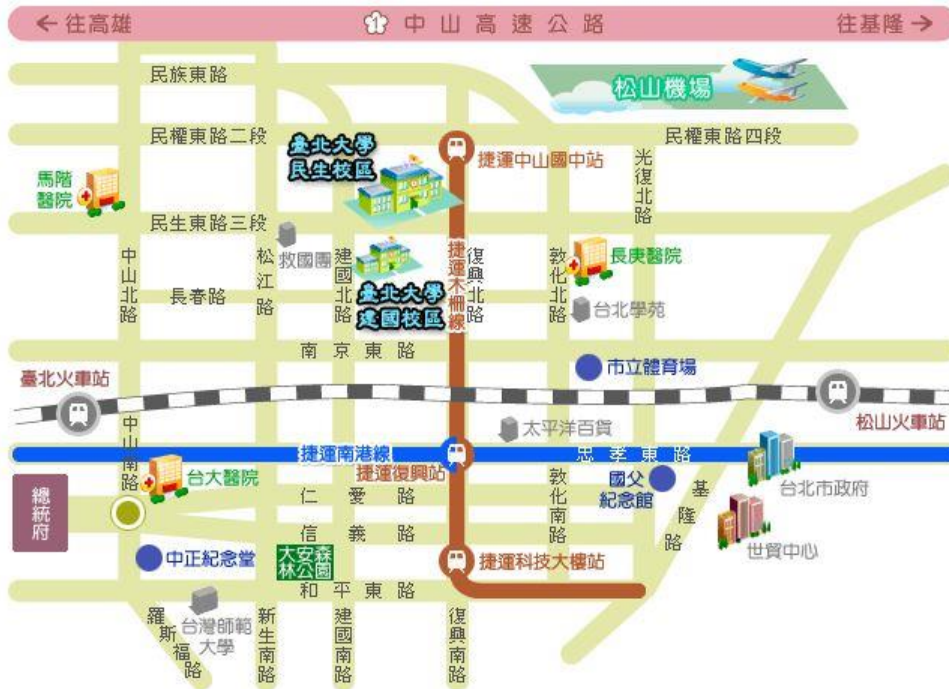 ←往高雄
1 中山高速公路
往基隆→
民族東路
松山機場
民權東路二段
民權東路四段
臺北大學
民生校區
捷運中山國中站
光復北路
馬階
醫院
民生東路三段
救國團
中山北路
松江路
建國北路
捷運木柵線
復興北路
敦化北路
長庚醫院
長春路
臺北大學
建國校區
台北學苑
南京東路
市立體育場
臺北火車站
松山火車站
太平洋百貨
中山南路
捷運南港線
忠孝東路
捷運復興站
台大醫院
國父
紀念館
台北市政府
總統府
仁愛路
敦化南路
基隆路
信義路
世貿中心
中正紀念堂
大安森
林公園
捷運科技大樓站
和平東路
台灣師範
大學
羅斯福路
新生南路
建國南路
復興南路